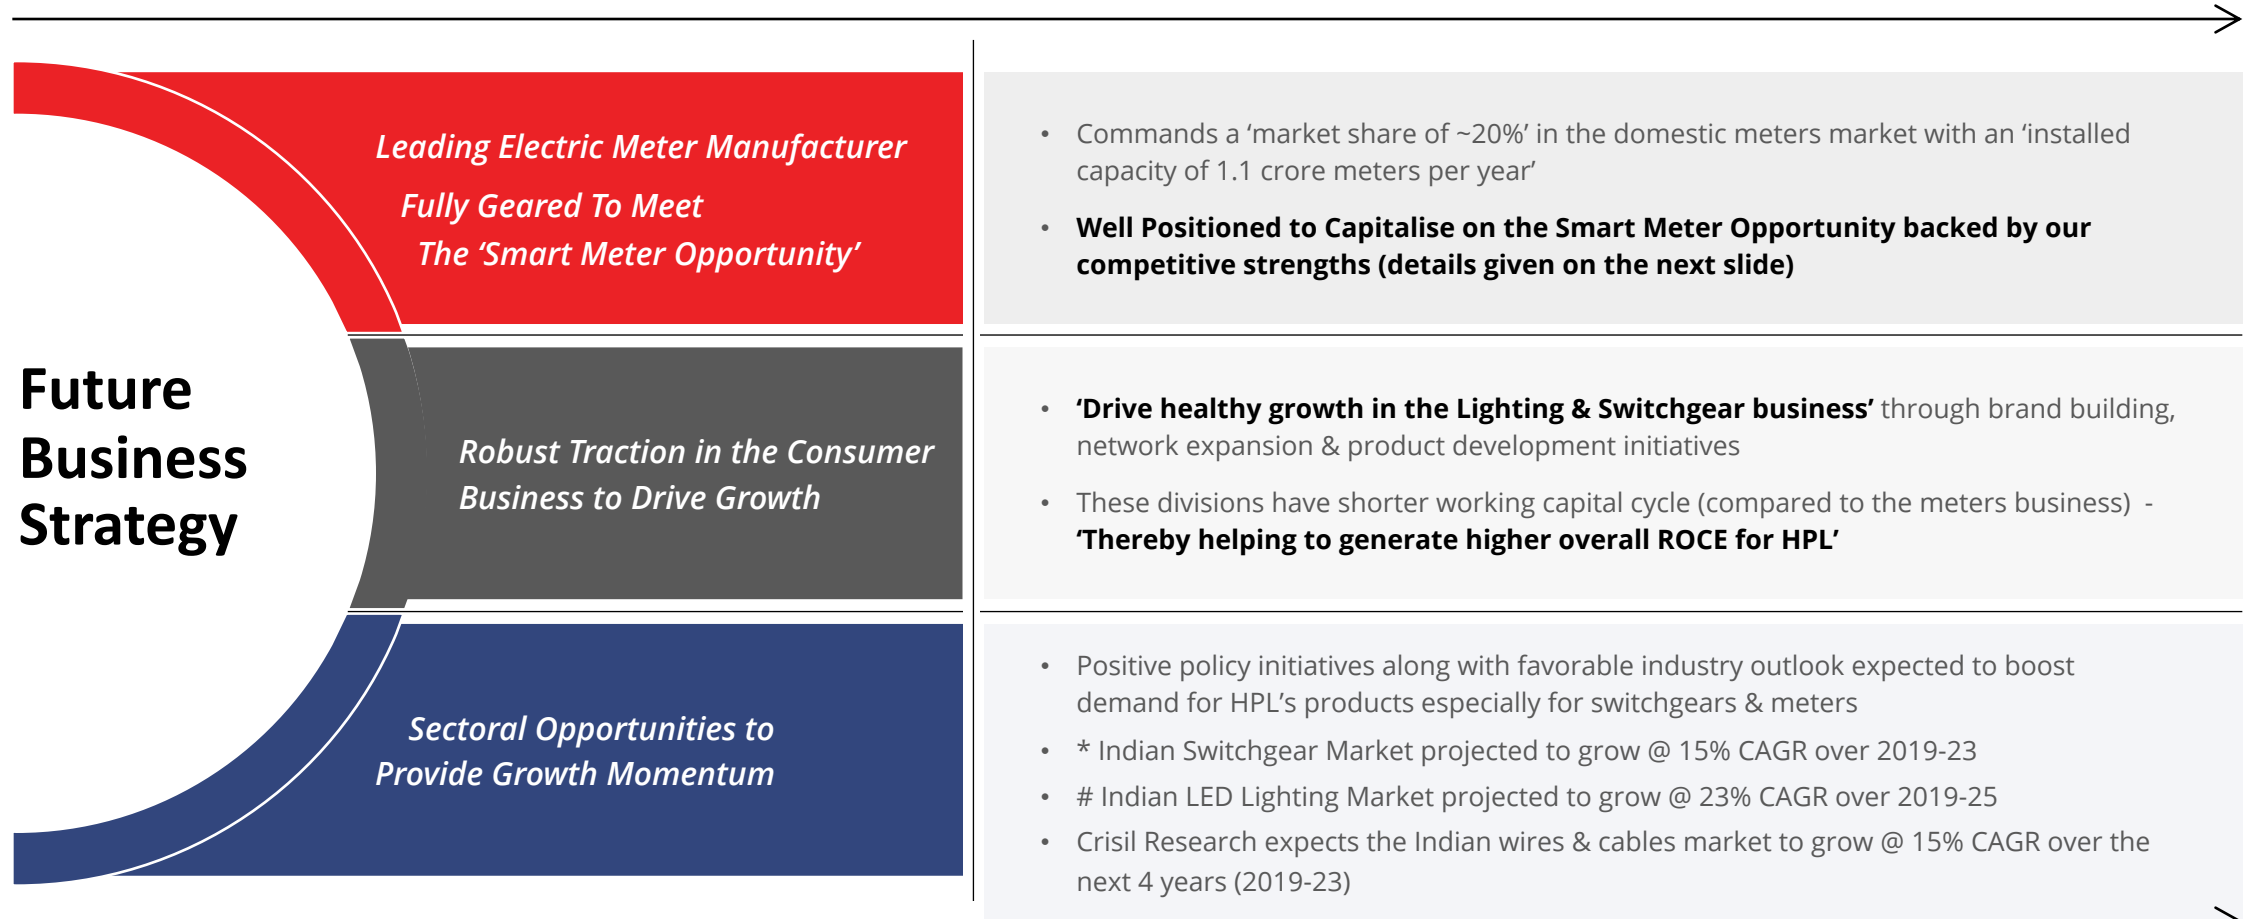 Future
Business
Strategy
Leading Electric Meter Manufacturer
Fully Geared To Meet
The ‘Smart Meter Opportunity’
• Commands a ‘market share of ~20%’ in the domestic meters market with an ‘installed
capacity of 1.1 crore meters per year’
• Well Positioned to Capitalise on the Smart Meter Opportunity backed by our
competitive strengths (details given on the next slide)
Robust Traction in the Consumer
Business to Drive Growth
• ‘Drive healthy growth in the Lighting & Switchgear business’ through brand building,
network expansion & product development initiatives
• These divisions have shorter working capital cycle (compared to the meters business) -
‘Thereby helping to generate higher overall ROCE for HPL’
Sectoral Opportunities to
Provide Growth Momentum
• Positive policy initiatives along with favorable industry outlook expected to boost
demand for HPL’s products especially for switchgears & meters
• * Indian Switchgear Market projected to grow @ 15% CAGR over 2019-23
• # Indian LED Lighting Market projected to grow @ 23% CAGR over 2019-25
• Crisil Research expects the Indian wires & cables market to grow @ 15% CAGR over the
next 4 years (2019-23)